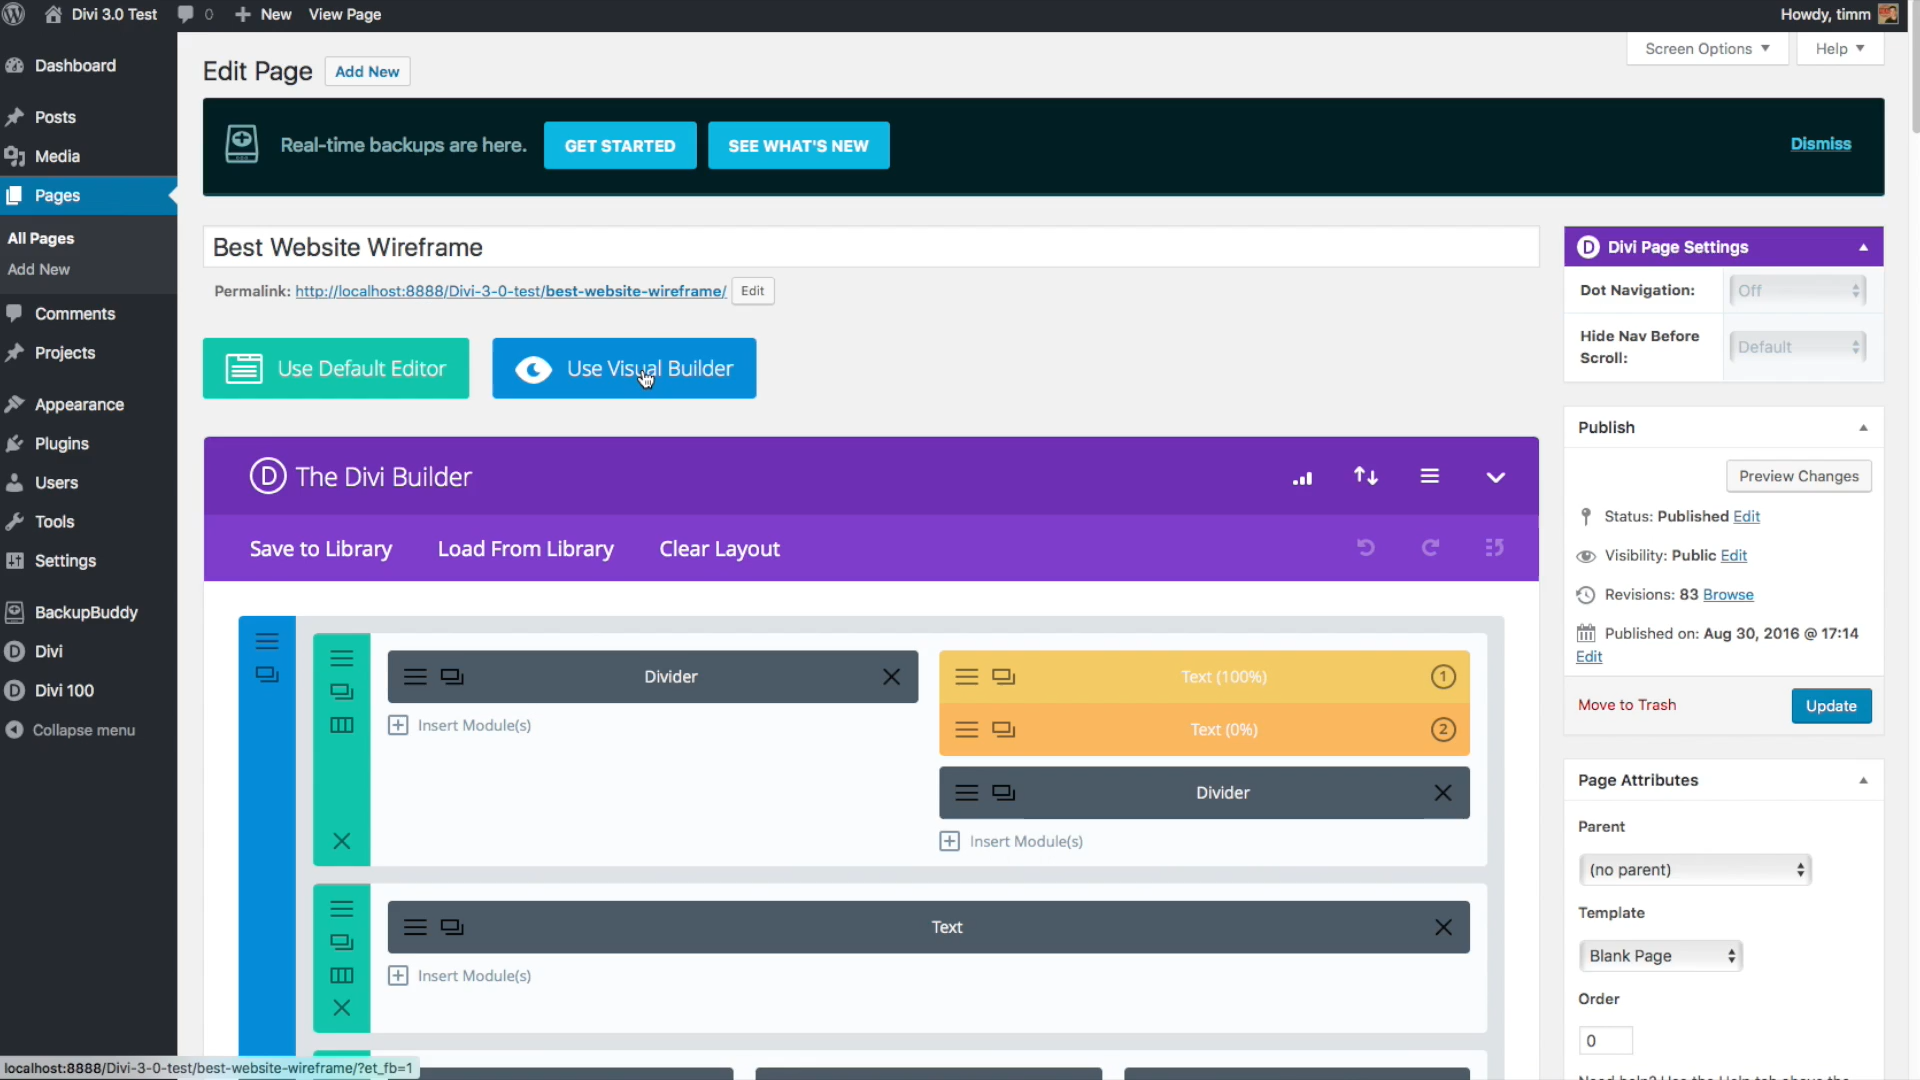 Divi 3.0 Test
0
New
View Page
Howdy, timm
Dashboard
Posts
Media
Pages
All Pages
Add New
Comments
Projects
Appearance
Plugins
Users
Tools
Settings
BackupBuddy
Divi
Divi 100
Collapse menu
Screen Options
Help
Edit Page
Add New
Real-time backups are here.
GET STARTED
SEE WHAT'S NEW
Dismiss
Best Website Wireframe
Permalink: http://localhost:8888/Divi-3-0-test/best-website-wireframe/
Edit
Use Default Editor
Use Visual Builder
D The Divi Builder
Save to Library
Load From Library
Clear Layout
Divider
Insert Module(s)
Text (100%)
1
Text (0%)
2
Divider
Insert Module(s)
Text
Insert Module(s)
D Divi Page Settings
Dot Navigation:
Off
Hide Nav Before
Scroll:
Default
Publish
Preview Changes
Status: Published Edit
Visibility: Public Edit
Revisions: 83 Browse
Published on: Aug 30, 2016 @ 17:14
Edit
Move to Trash
Update
Page Attributes
Parent
(no parent)
Template
Blank Page
Order
0
localhost:8888/Divi-3-0-test/best-website-wireframe/?et_fb=1